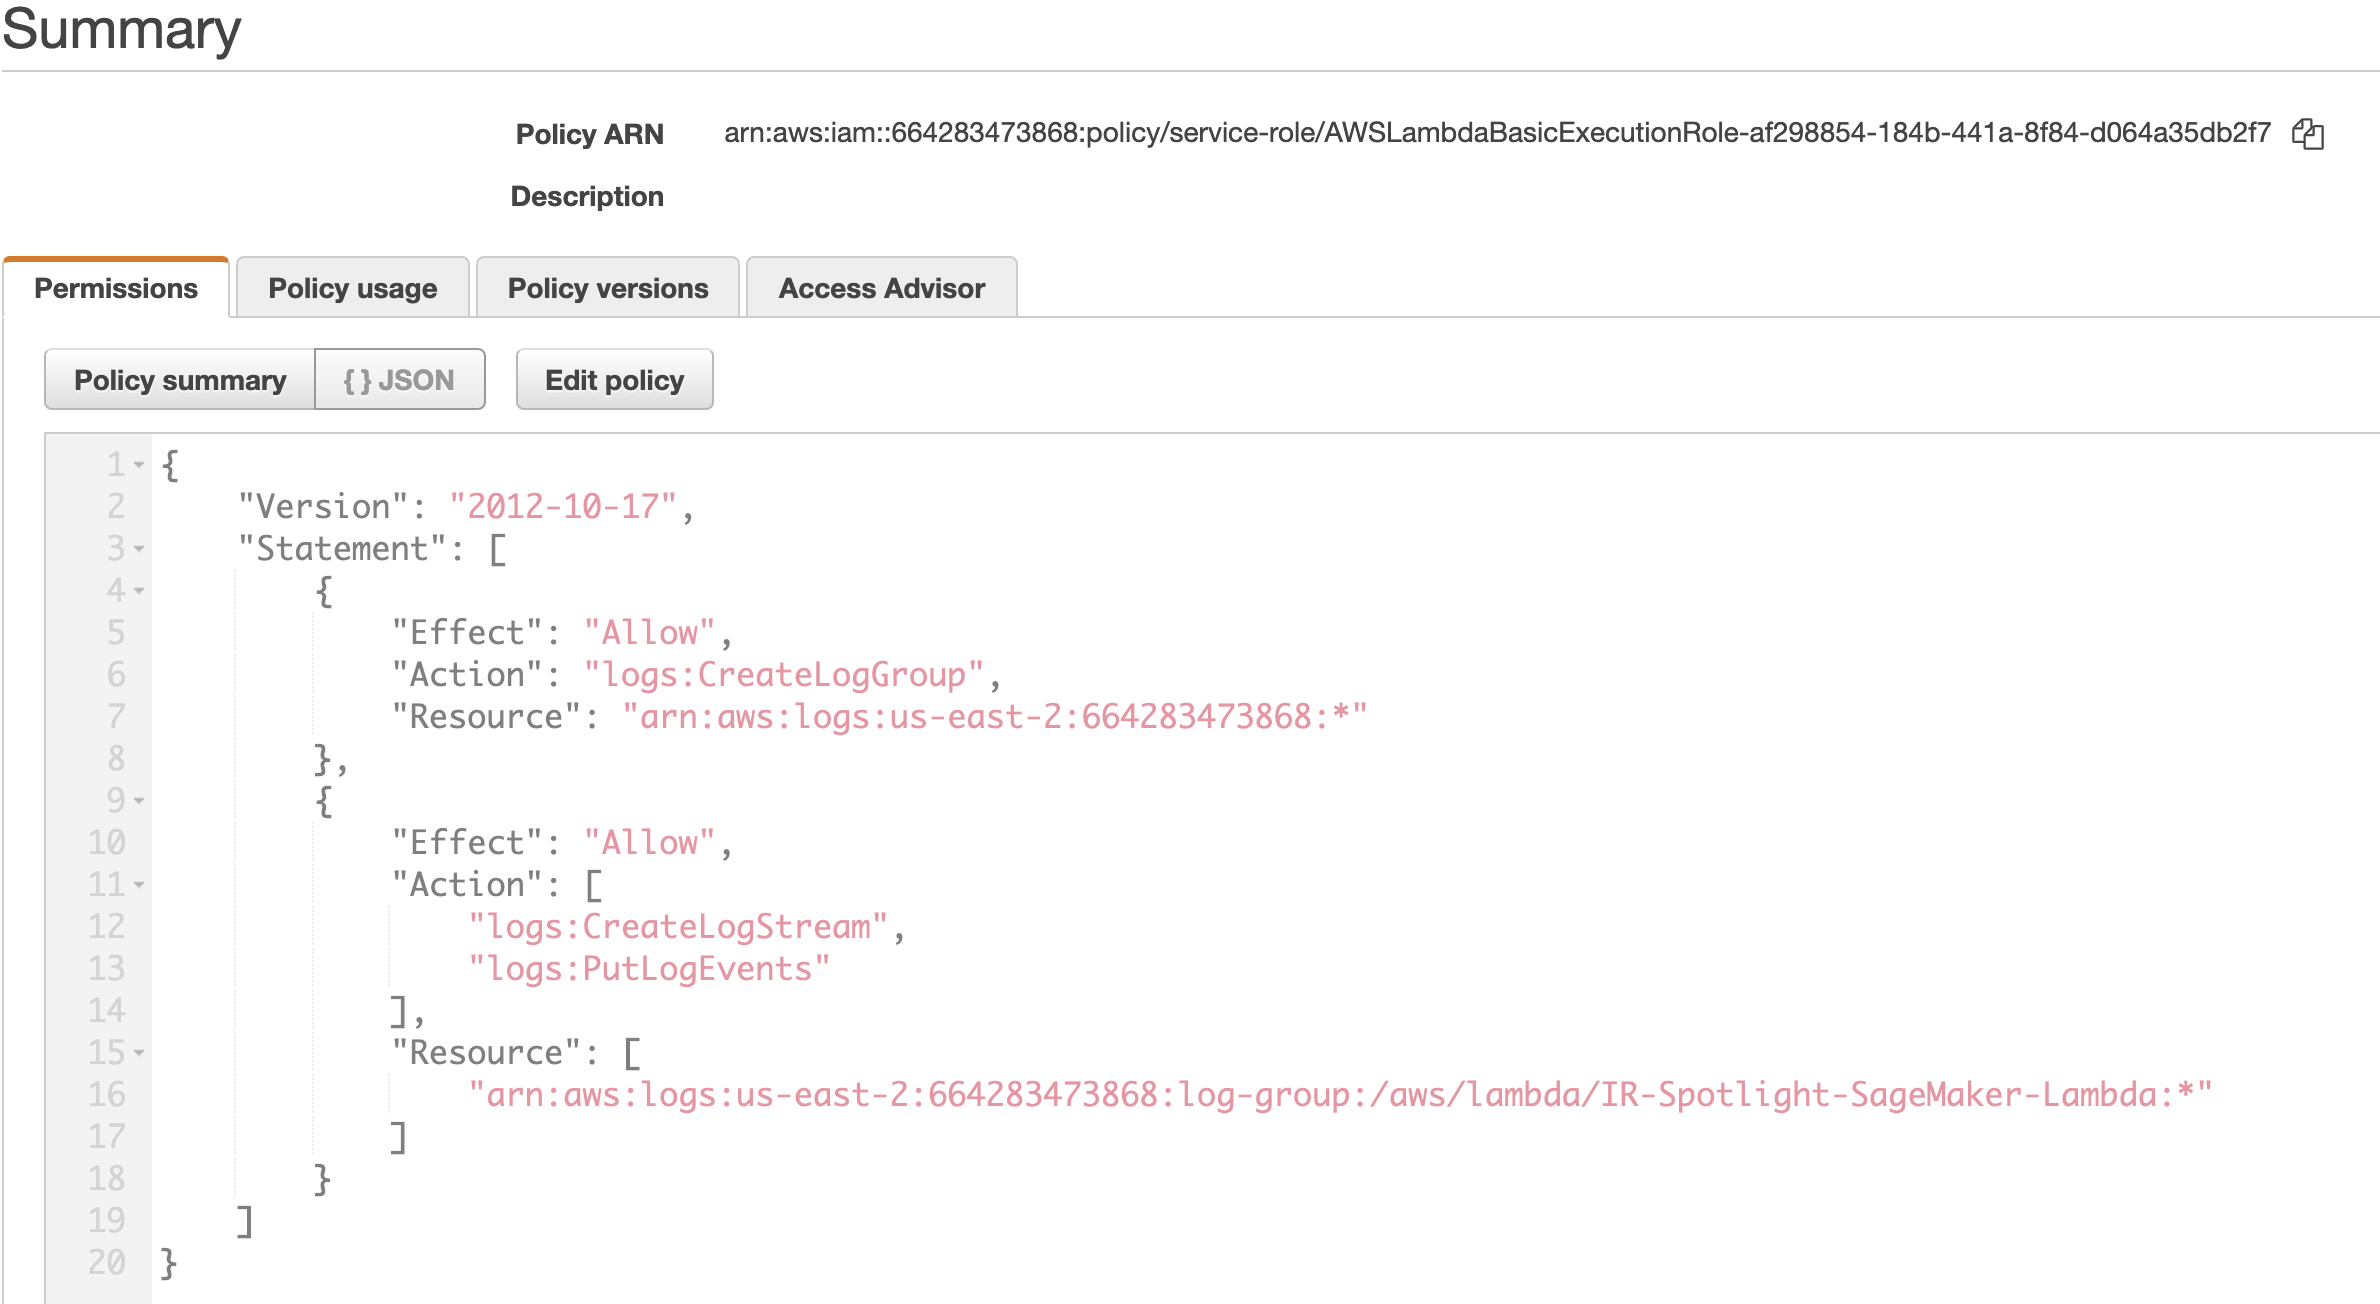 Summary
Policy ARN arn:aws:iam::664283473868:policy/service-role/AWSLambdaBasicExecutionRole-af298854-184b-441a-8f84-d064a35db2f7
Description
Permissions Policy usage Policy versions Access Advisor
Policy summary { } JSON Edit policy
1 {
2     "Version": "2012-10-17",
3     "Statement": [
4         {
5             "Effect": "Allow",
6             "Action": "logs:CreateLogGroup",
7             "Resource": "arn:aws:logs:us-east-2:664283473868:*"
8         },
9         {
10             "Effect": "Allow",
11             "Action": [
12                 "logs:CreateLogStream",
13                 "logs:PutLogEvents"
14             ],
15             "Resource": [
16                 "arn:aws:logs:us-east-2:664283473868:log-group:/aws/lambda/IR-Spotlight-SageMaker-Lambda:*"
17             ]
18         }
19     ]
20 }